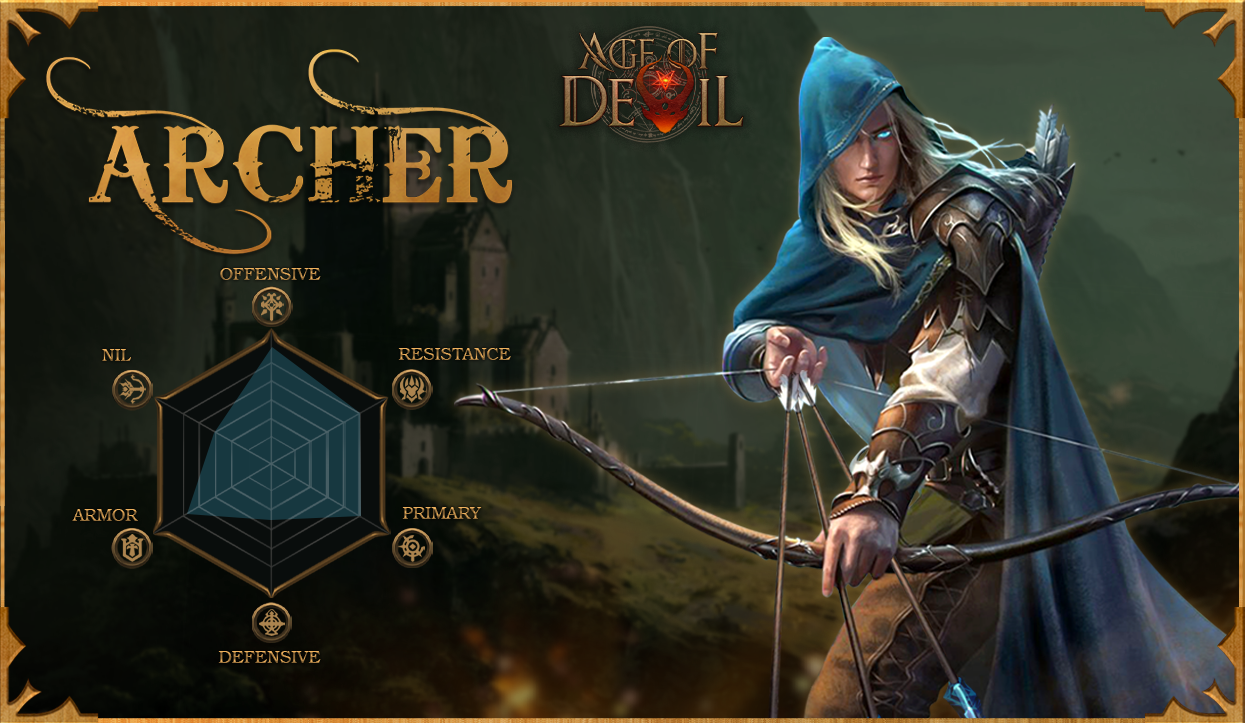 AGE OF
DEVIL
ARCHER
OFFENSIVE
NIL
RESISTANCE
ARMOR
PRIMARY
DEFENSIVE